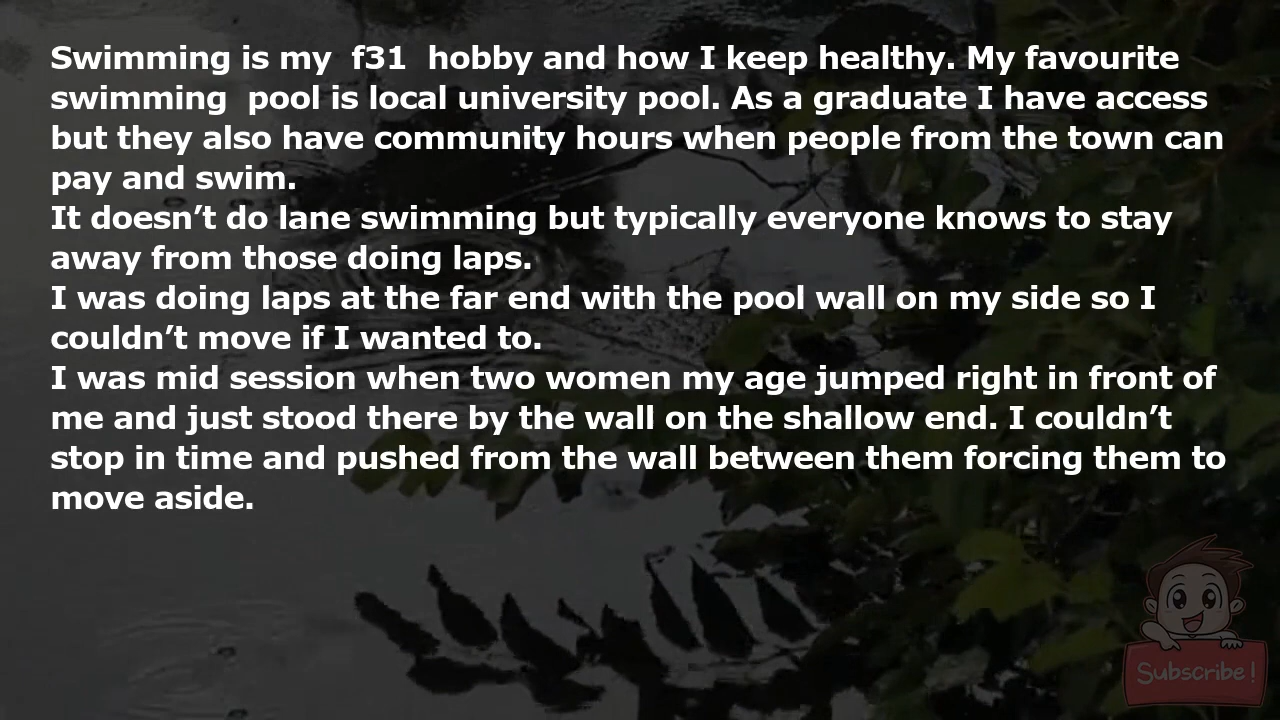 Swimming is my  f31  hobby and how I keep healthy. My favourite
swimming  pool is local university pool. As a graduate I have access
but they also have community hours when people from the town can
pay and swim.
It doesn’t do lane swimming but typically everyone knows to stay
away from those doing laps.
I was doing laps at the far end with the pool wall on my side so I
couldn’t move if I wanted to.
I was mid session when two women my age jumped right in front of
me and just stood there by the wall on the shallow end. I couldn’t
stop in time and pushed from the wall between them forcing them to
move aside.
Subscribe!